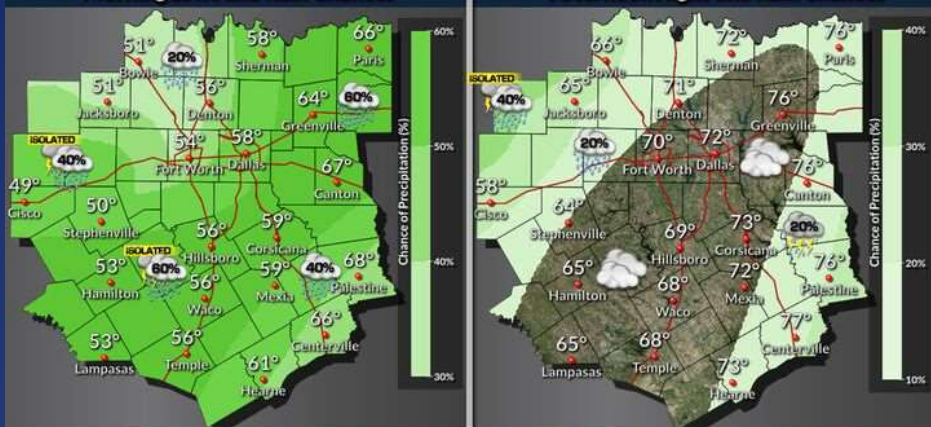 51°
Bowie
20%
58°
Sherman
66°
Paris
51°
Jacksboro
56°
Denton
64°
Greenville
60%
ISOLATED
40%
54°
Fort Worth
58°
Dallas
67°
Canton
49°
Cisco
50°
Stephenville
56°
Hillsboro
59°
Corsicana
ISOLATED
60%
53°
Hamilton
56°
Waco
59°
Mexia
40%
68°
Palestine
66°
Centerville
53°
Lampasas
56°
Temple
61°
Hearne
60%
50%
40%
30%
Chance of Precipitation (%)
66°
Bowie
72°
Sherman
76°
Paris
ISOLATED
40%
65°
Jacksboro
71°
Denton
76°
Greenville
20%
70°
Fort Worth
72°
Dallas
76°
Canton
58°
Cisco
64°
Stephenville
69°
Hillsboro
73°
Corsicana
20%
65°
Hamilton
68°
Waco
72°
Mexia
76°
Palestine
77°
Centerville
65°
Lampasas
68°
Temple
73°
Hearne
40%
30%
20%
10%
Chance of Precipitation (%)